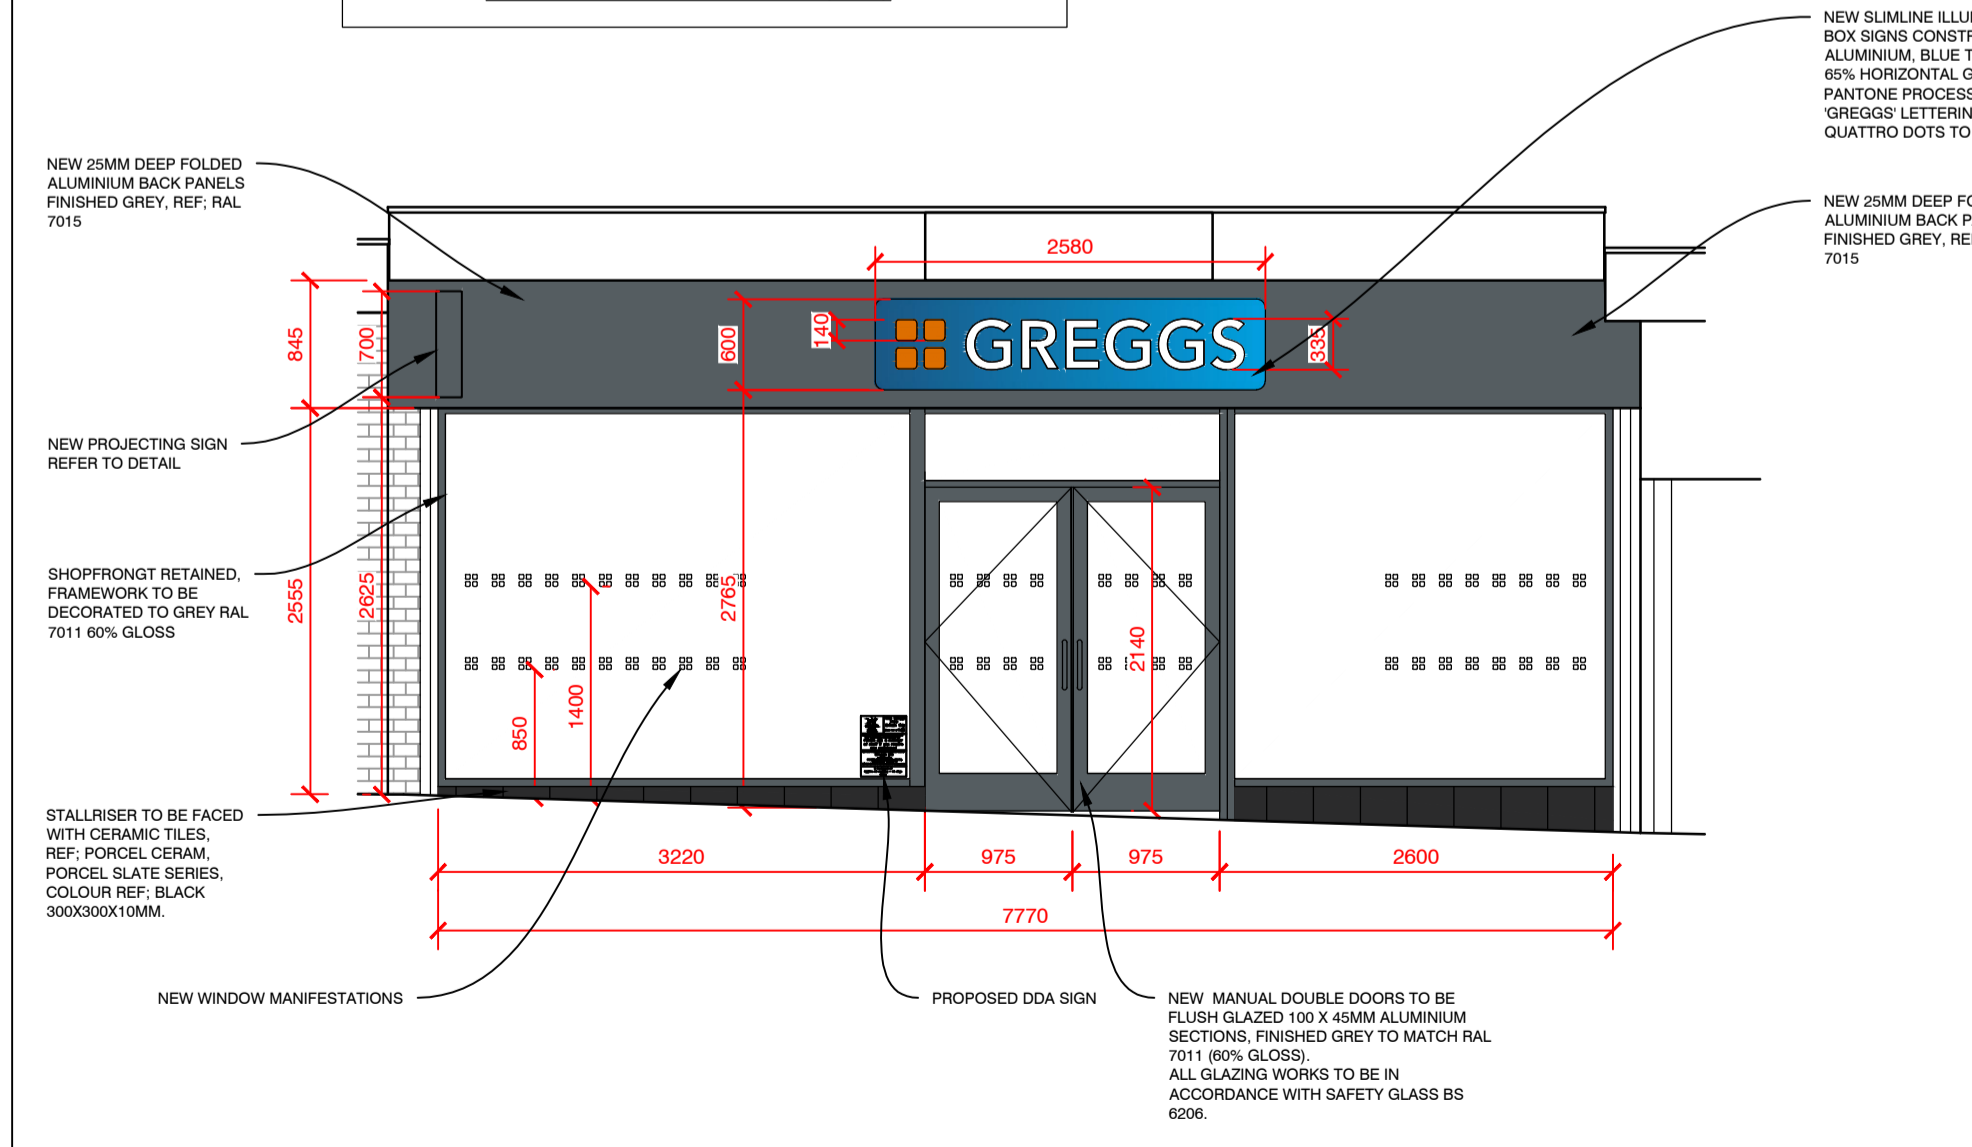 NEW SLIMLINE
BOX SIGNS
ALUMINIUM, BLUE
65% HORIZONTAL
PANTONE PROCESS
'GREGGS'
QUATTRO DOTS TO
NEW 25MM DEEP FOLDED
ALUMINIUM BACK PANELS
FINISHED GREY, REF; RAL
7015
NEW 25MM DEEP
ALUMINIUM BACK
FINISHED GREY,
7015
2580
845
700
600
140
GREGGS
335
NEW PROJECTING SIGN
REFER TO DETAIL
SHOPFRONGT RETAINED,
FRAMEWORK TO BE
DECORATED TO GREY RAL
7011 60% GLOSS
2555
2625
2765
2140
1400
850
STALLRISER TO BE FACED
WITH CERAMIC TILES,
REF; PORCEL CERAM,
PORCEL SLATE SERIES,
COLOUR REF; BLACK
300X300X10MM.
3220
975
975
2600
7770
NEW WINDOW MANIFESTATIONS
PROPOSED DDA SIGN
NEW MANUAL DOUBLE DOORS TO BE
FLUSH GLAZED 100 X 45MM ALUMINIUM
SECTIONS, FINISHED GREY TO MATCH RAL
7011 (60% GLOSS).
ALL GLAZING WORKS TO BE IN
ACCORDANCE WITH SAFETY GLASS BS
6206.